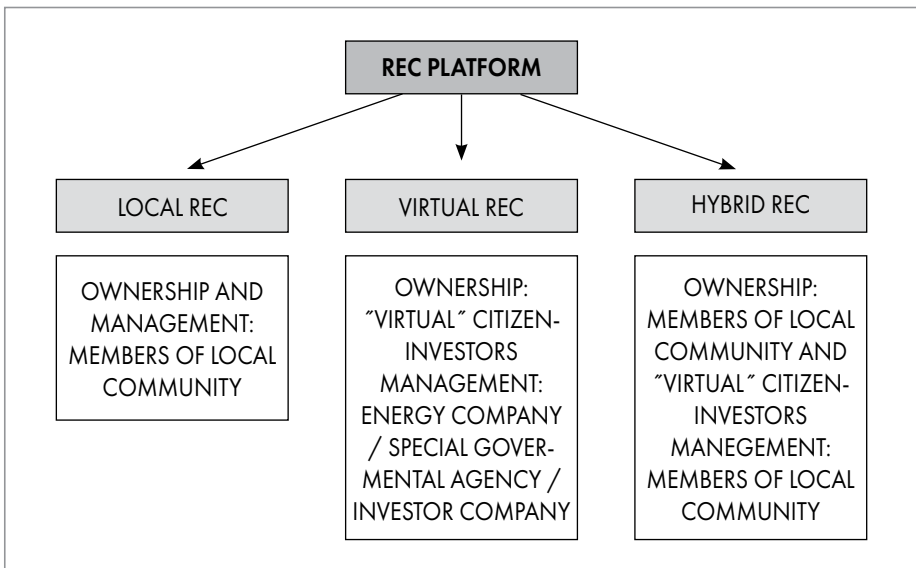 REC PLATFORM
LOCAL REC
OWNERSHIP AND
MANAGEMENT:
MEMBERS OF LOCAL
COMMUNITY
VIRTUAL REC
OWNERSHIP:
˝VIRTUAL˝ CITIZEN-
INVESTORS
MANAGEMENT:
ENERGY COMPANY
/ SPECIAL GOVER-
MENTAL AGENCY /
INVESTOR COMPANY
HYBRID REC
OWNERSHIP:
MEMBERS OF LOCAL
COMMUNITY AND
˝VIRTUAL˝ CITIZEN-
INVESTORS
MANEGEMENT:
MEMBERS OF LOCAL
COMMUNITY